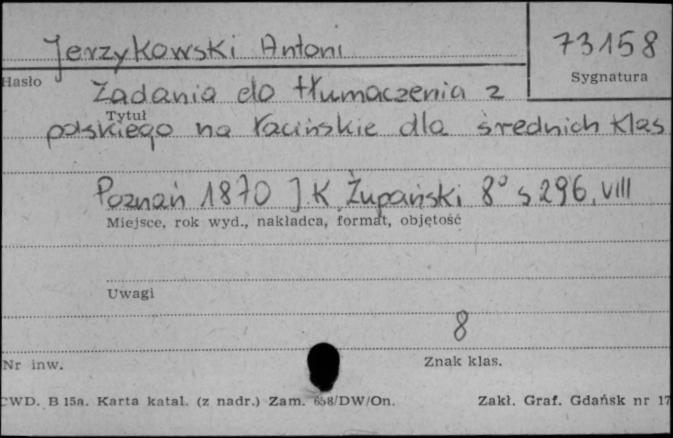 Jerzykowski Antoni
73158
Hasło
Sygnatura
Zadania do tłumaczenia z
Tytuł
polskiego na łacińskie dla średnich klas
Poznań 1870 J.K. Żupański 8° s 296, VIII
Miejsce, rok wyd., nakładca, format, objętość
Uwagi
8
Nr inw.
Znak klas.
CWD. B 15a. Karta katal. (z nadr.) Zam. 658/DW/On.
Zakł. Graf. Gdańsk nr 17